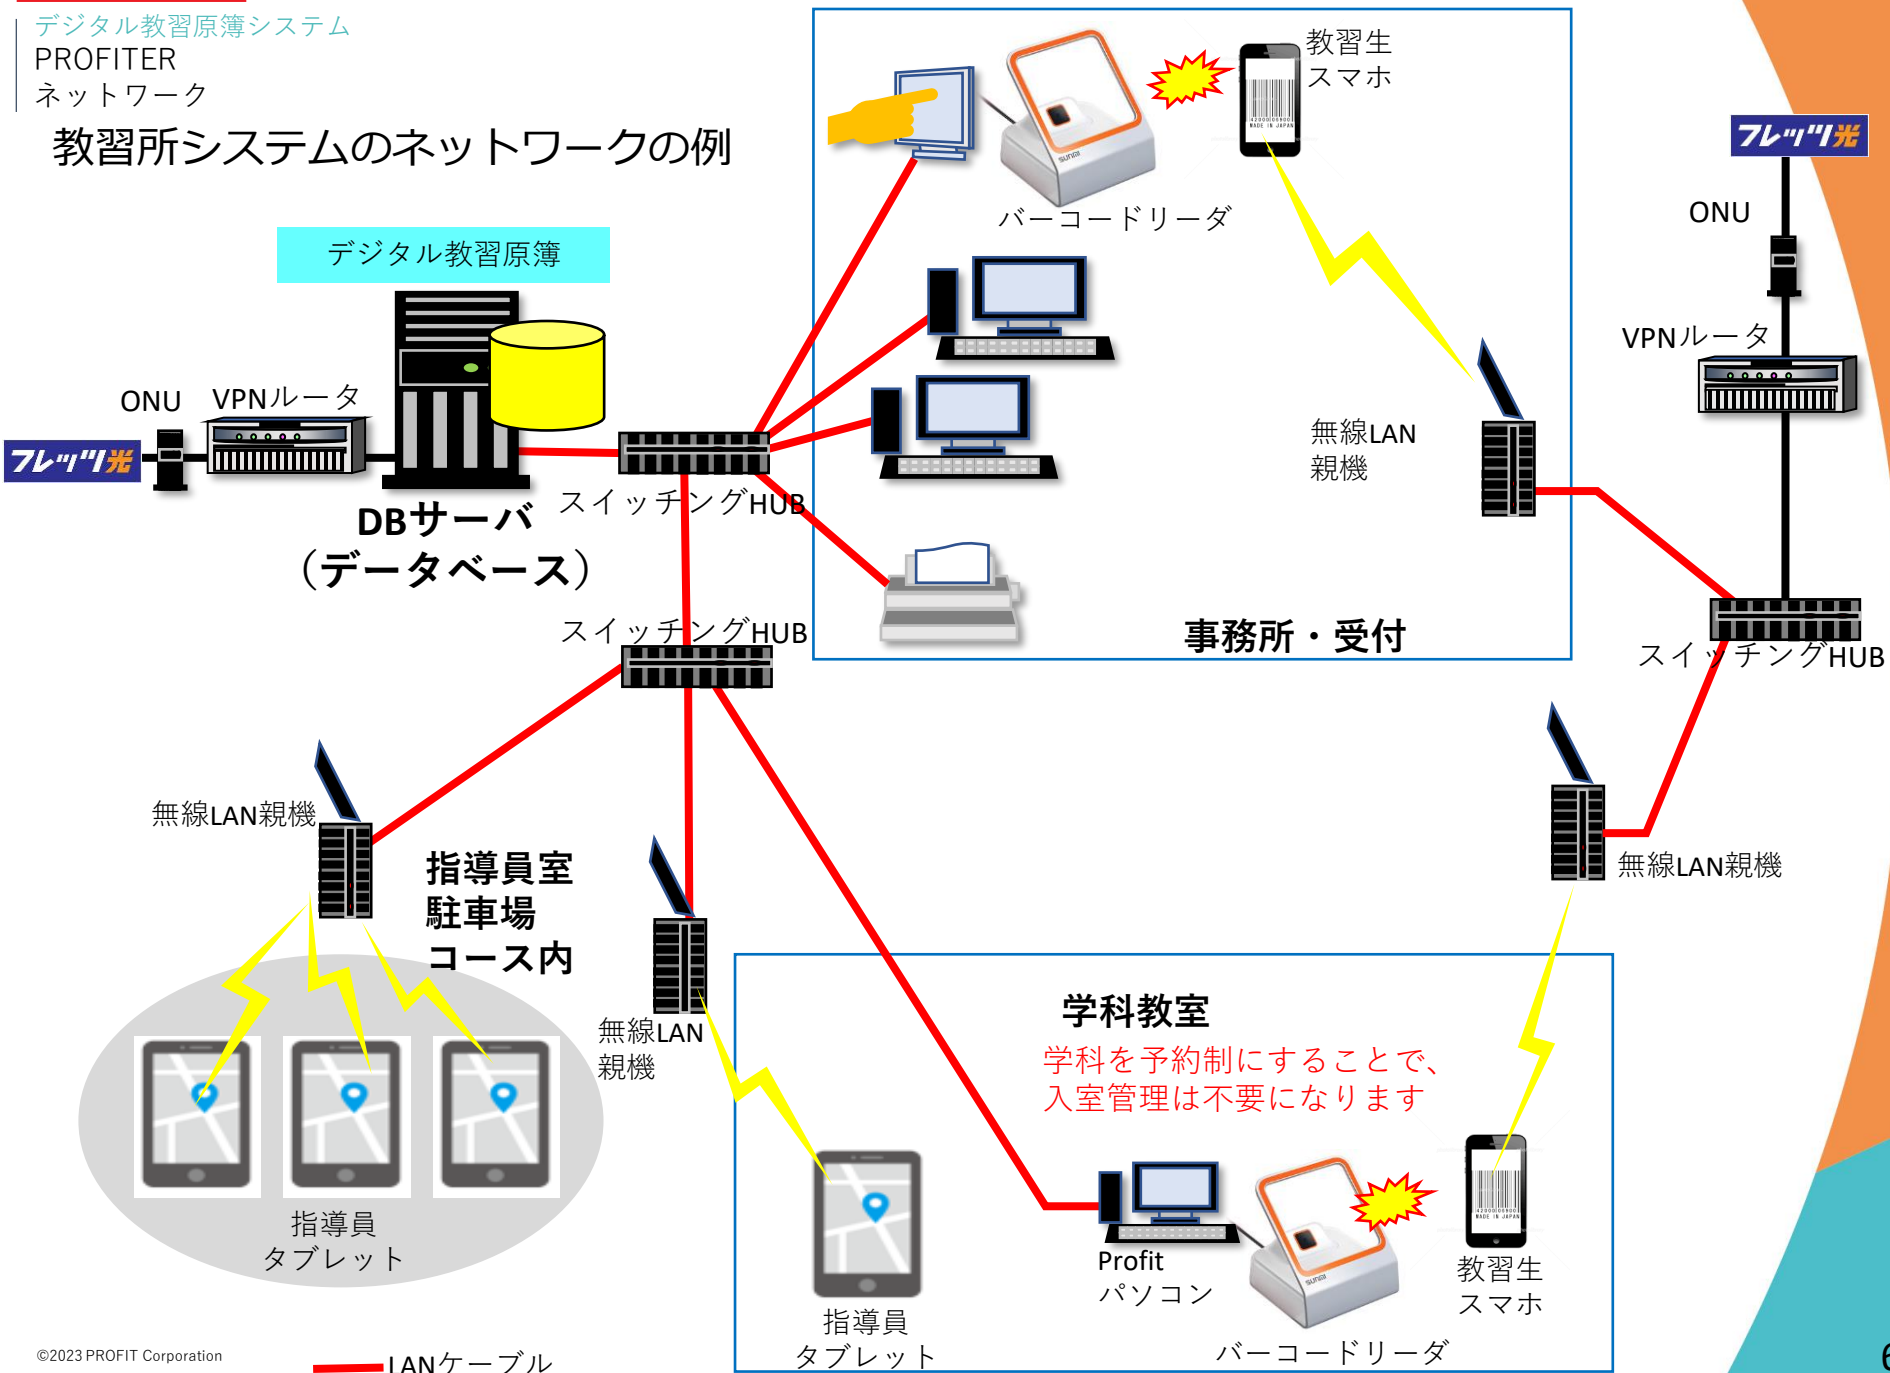 デジタル教習原簿システム
PROFITER
ネットワーク
教習所システムのネットワークの例
教習生
スマホ
バーコードリーダ
フレッツ光
ONU
VPNルータ
デジタル教習原簿
ONU
VPNルータ
フレッツ光
DBサーバ
（データベース）
スイッチングHUB
無線LAN
親機
事務所・受付
スイッチングHUB
スイッチングHUB
無線LAN親機
指導員室
駐車場
コース内
無線LAN親機
無線LAN
親機
学科教室
学科を予約制にすることで、
入室管理は不要になります
指導員
タブレット
指導員
タブレット
Profit
パソコン
バーコードリーダ
教習生
スマホ
SUNMI
MADE IN JAPAN
SUNMI
MADE IN JAPAN
©2023 PROFIT Corporation
LANケーブル
6